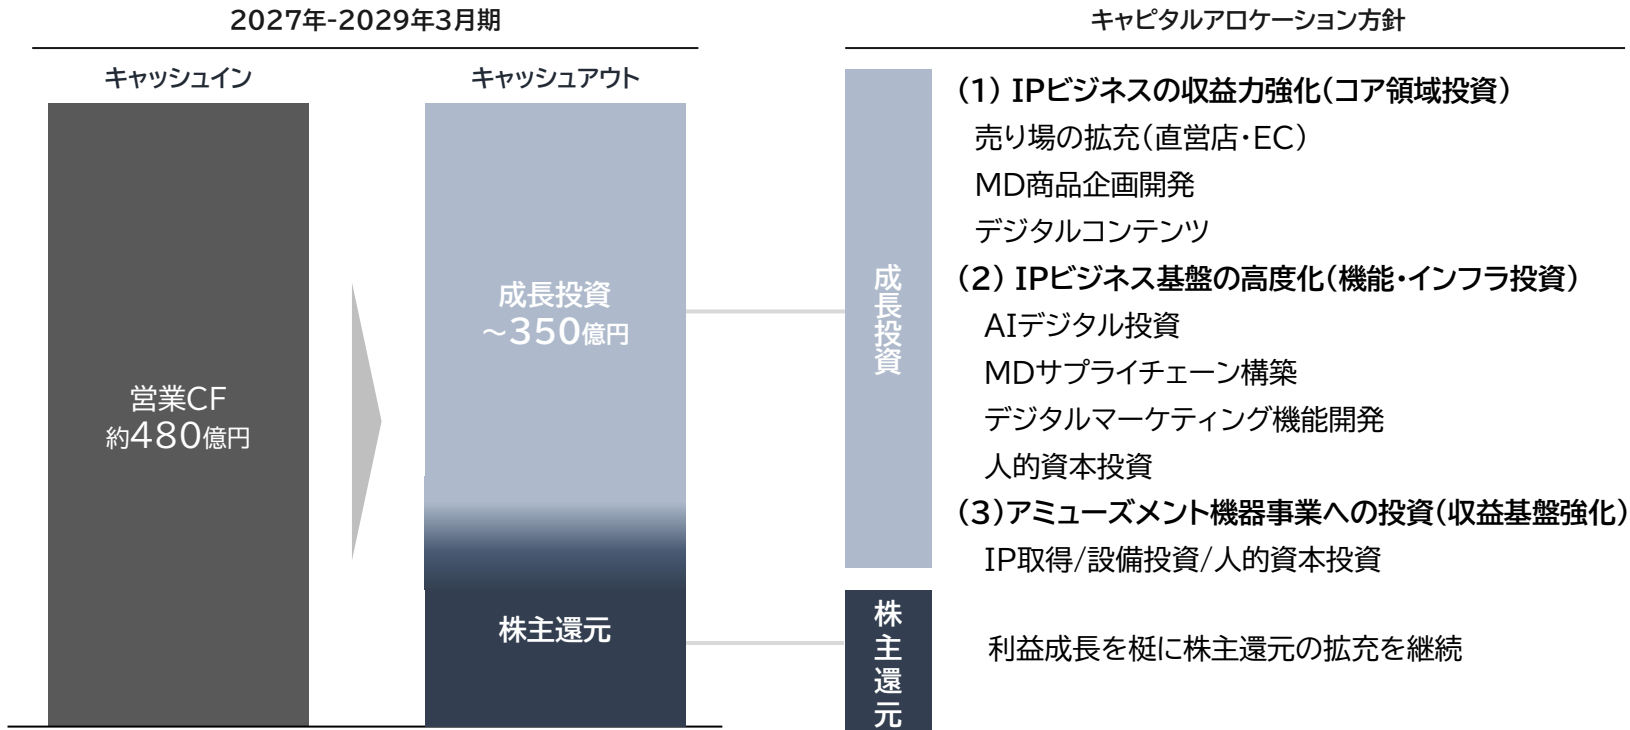 2027年-2029年3月期
キャッシュイン
キャッシュアウト
営業CF
約480億円
成長投資
～350億円
株主還元
キャピタルアロケーション方針
成長投資
(1) IPビジネスの収益力強化(コア領域投資)
売り場の拡充(直営店・EC)
MD商品企画開発
デジタルコンテンツ
(2) IPビジネス基盤の高度化(機能・インフラ投資)
AIデジタル投資
MDサプライチェーン構築
デジタルマーケティング機能開発
人的資本投資
(3)アミューズメント機器事業への投資(収益基盤強化)
IP取得/設備投資/人的資本投資
株主還元
利益成長を梃に株主還元の拡充を継続